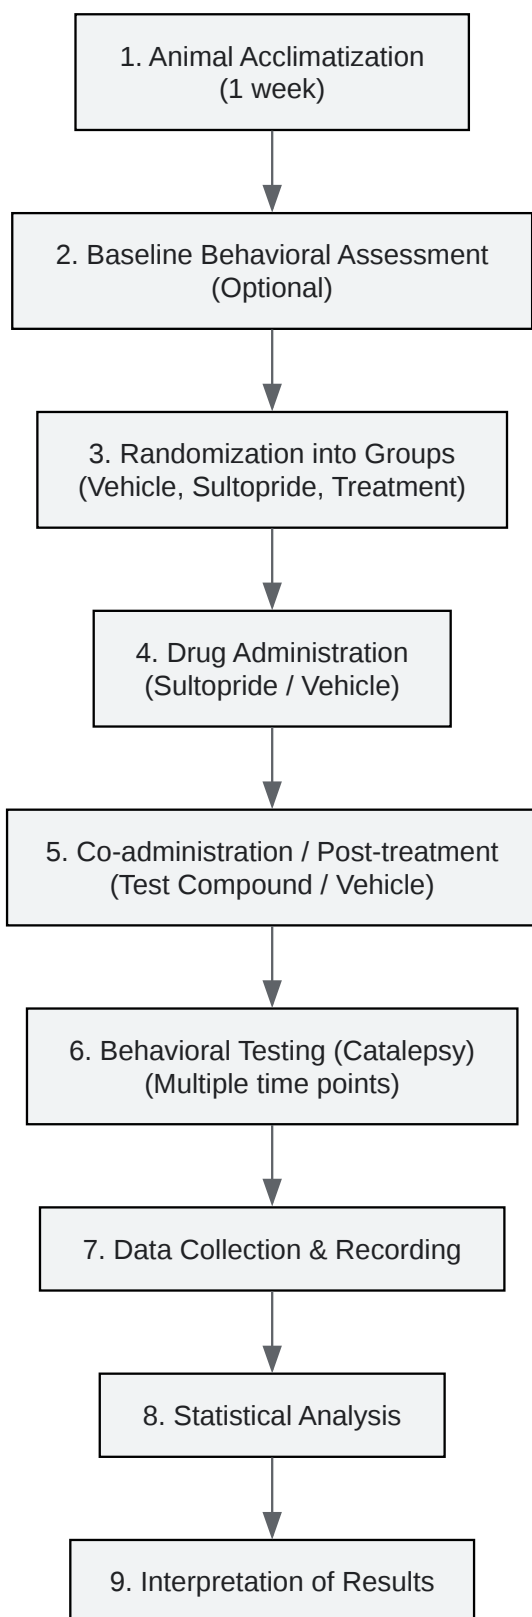 1. Animal Acclimatization
(1 week)
2. Baseline Behavioral Assessment
(Optional)
3. Randomization into Groups
(Vehicle, Sultopride, Treatment)
4. Drug Administration
(Sultopride / Vehicle)
5. Co-administration / Post-treatment
(Test Compound / Vehicle)
6. Behavioral Testing (Catalepsy)
(Multiple time points)
7. Data Collection & Recording
8. Statistical Analysis
9. Interpretation of Results